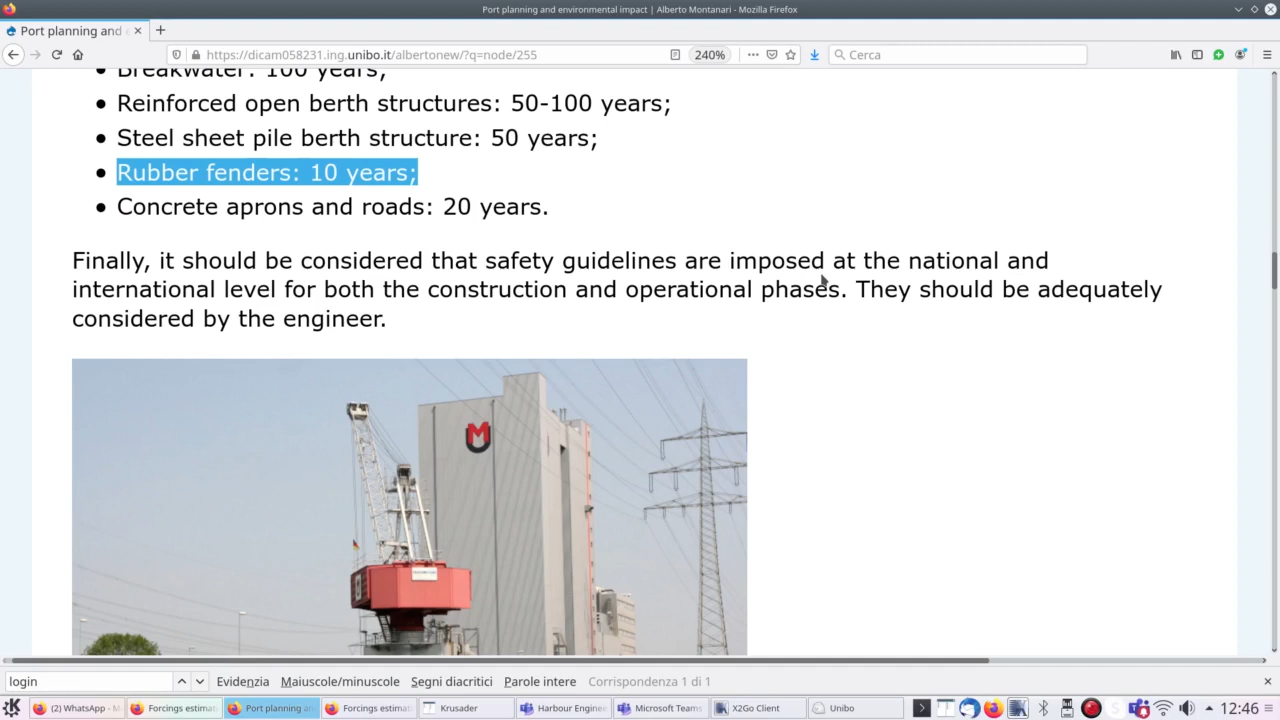 Port planning and environmental impact | Alberto Montanari - Mozilla Firefox
Port planning and e
https://dicam058231.ing.unibo.it/albertonew/?q=node/255
240%
Cerca
Breakwater: 100 years;
Reinforced open berth structures: 50-100 years;
Steel sheet pile berth structure: 50 years;
Rubber fenders: 10 years;
Concrete aprons and roads: 20 years.
Finally, it should be considered that safety guidelines are imposed at the national and
international level for both the construction and operational phases. They should be adequately
considered by the engineer.
M
login
Evidenzia
Maiuscole/minuscole
Segni diacritici
Parole intere
Corrispondenza 1 di 1
(2) WhatsApp - M
Forcings estimat
Port planning an
Forcings estimat
Krusader
Harbour Enginee
Microsoft Teams
X2Go Client
Unibo
12:46